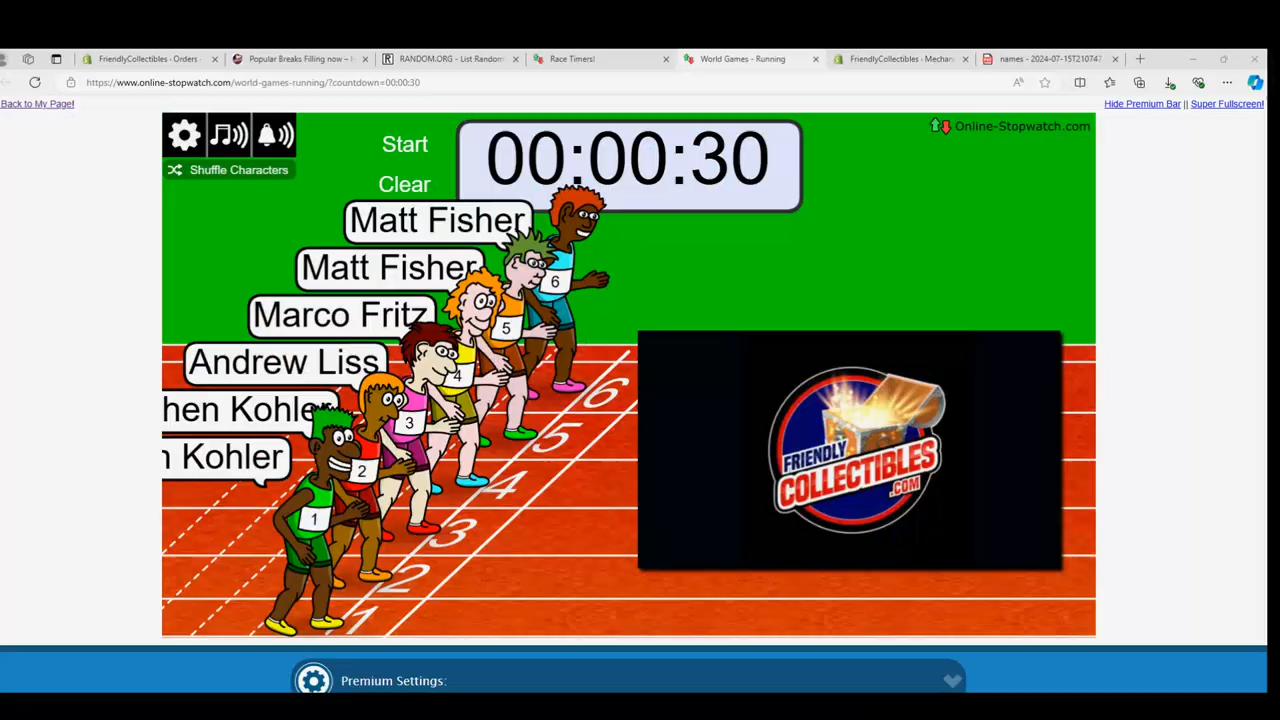 FriendlyCollectibles - Orders
Popular Breaks Filling now –
RANDOM.ORG - List Random
Race Timers!
World Games - Running
FriendlyCollectibles - Mechan
names - 2024-07-15T210747
https://www.online-stopwatch.com/world-games-running/?countdown=00:00:30
Back to My Page!
Hide Premium Bar || Super Fullscreen!
Shuffle Characters
Start
Clear
00:00:30
Online-Stopwatch.com
Matt Fisher
Matt Fisher
Marco Fritz
Andrew Liss
hen Kohler
n Kohler
6
5
4
3
2
1
6
5
4
3
2
1
FRIENDLY
COLLECTIBLES
.COM
Premium Settings: